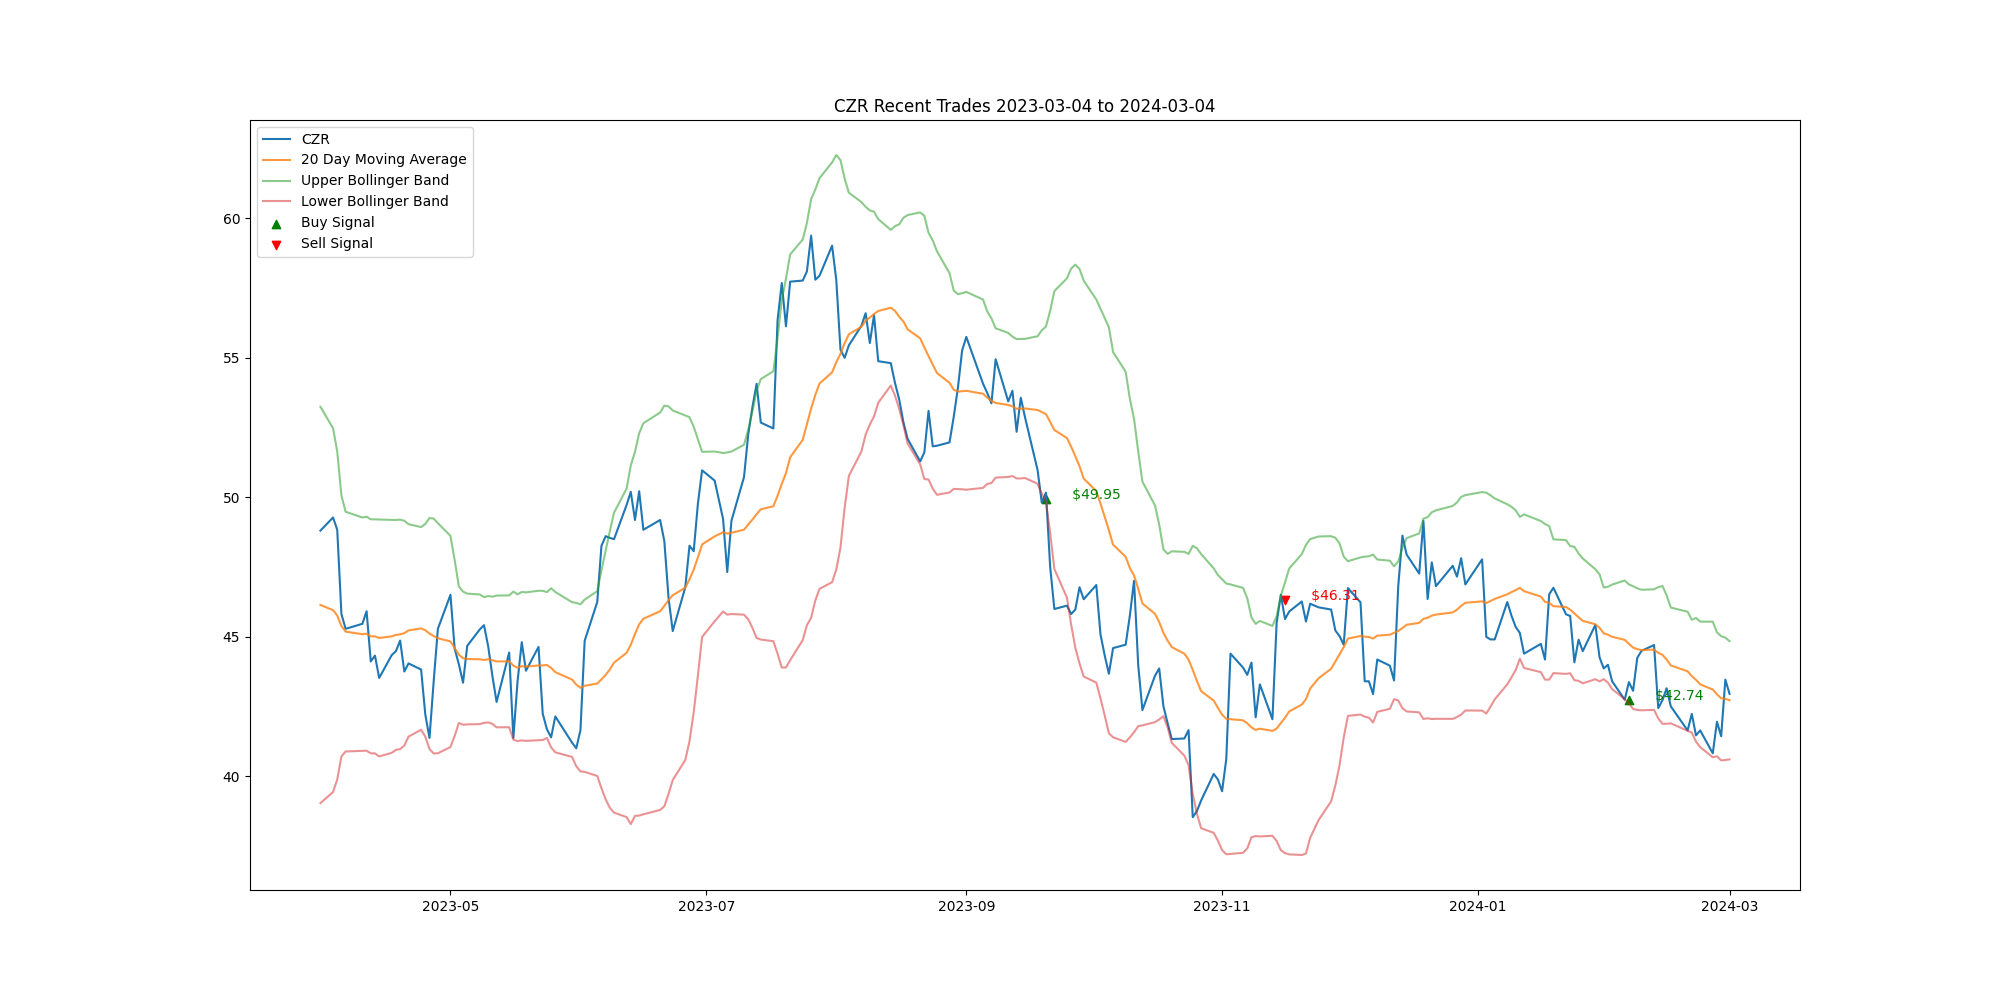 CZR Recent Trades 2023-03-04 to 2024-03-04
CZR
20 Day Moving Average
Upper Bollinger Band
Lower Bollinger Band
Buy Signal
Sell Signal
60
55
50
45
40
$49.95
$46.31
$42.74
2023-05
2023-07
2023-09
2023-11
2024-01
2024-03